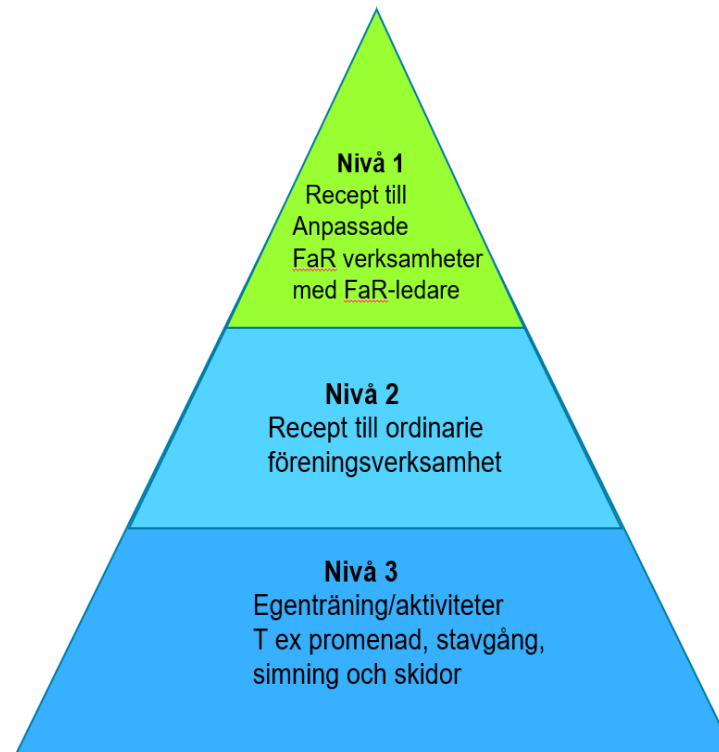 Nivå 1
Recept till
Anpassade
FaR verksamheter
med FaR-ledare
Nivå 2
Recept till ordinarie
föreningsverksamhet
Nivå 3
Egenträning/aktiviteter
T ex promenad, stavgång,
simning och skidor